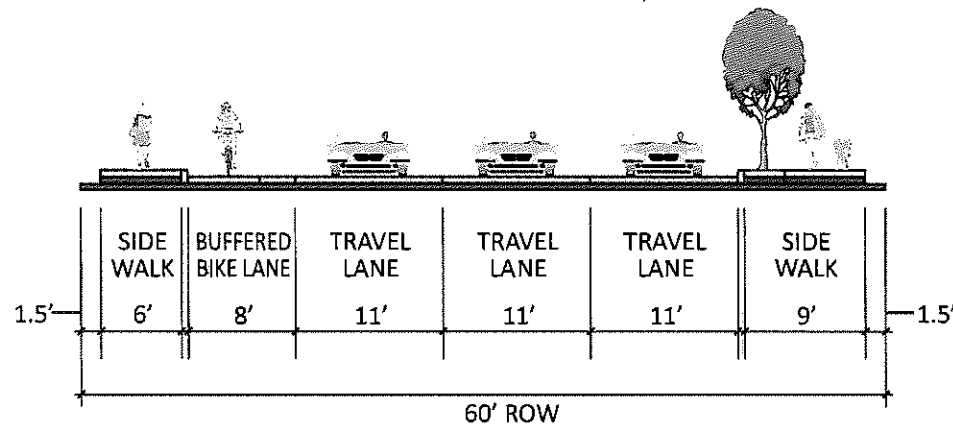 SIDE WALK
BUFFERED BIKE LANE
TRAVEL LANE
TRAVEL LANE
TRAVEL LANE
SIDE WALK
1.5' 6' 8' 11' 11' 11' 9' 1.5'
60' ROW